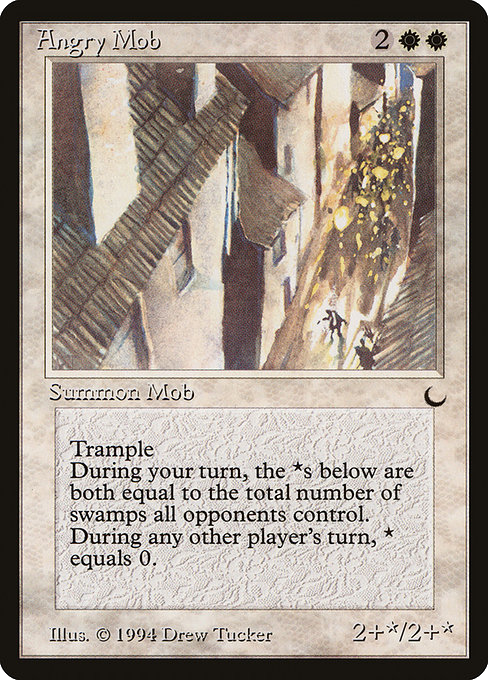 Angry Mob 2
Summon Mob
Trample
During your turn, the *s below are
both equal to the total number of
swamps all opponents control.
During any other player's turn, *
equals 0.
Illus. © 1994 Drew Tucker 2+*/2+*